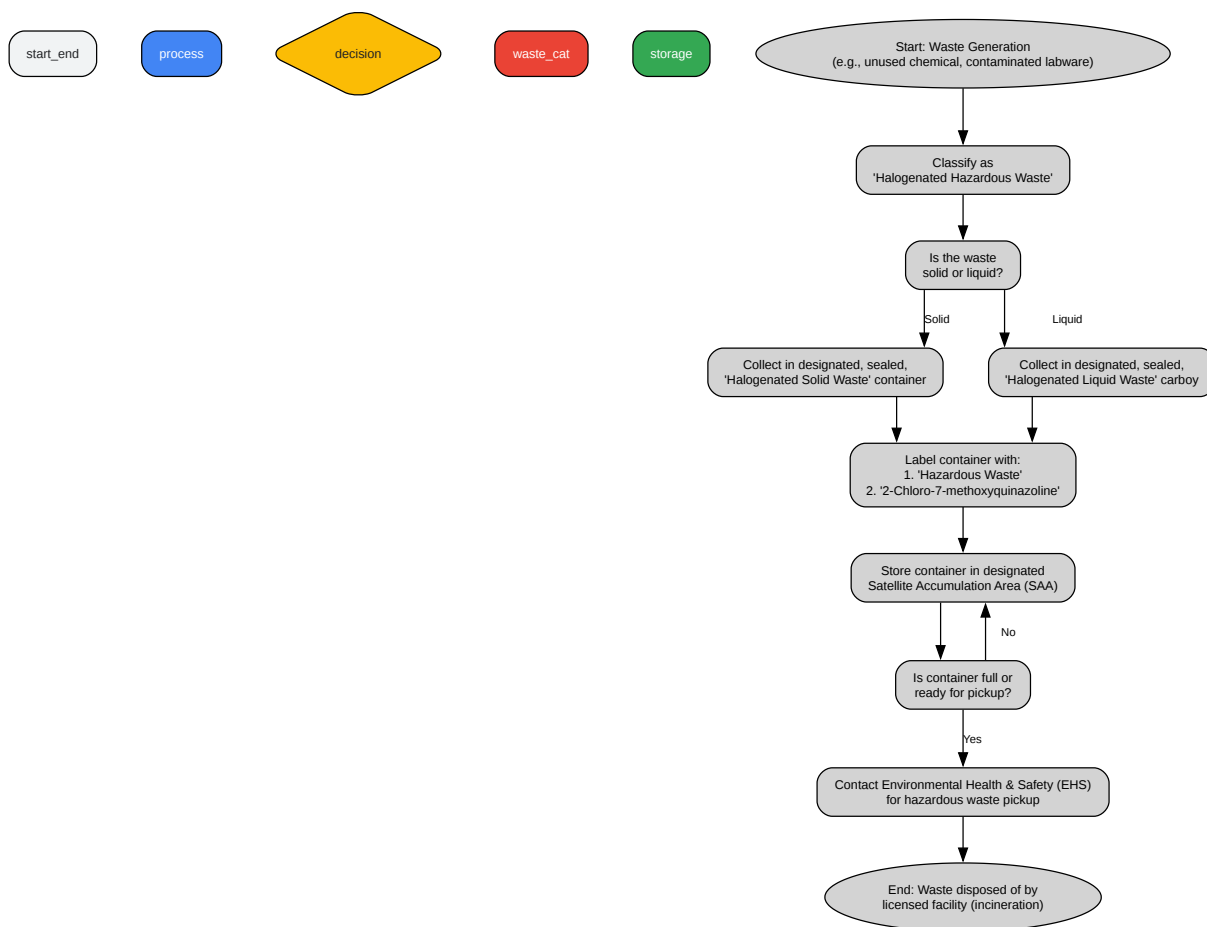 start_end
process
decision
waste_cat
storage
Start: Waste Generation
(e.g., unused chemical, contaminated labware)
Classify as
'Halogenated Hazardous Waste'
Is the waste
solid or liquid?
Solid
Liquid
Collect in designated, sealed,
'Halogenated Solid Waste' container
Collect in designated, sealed,
'Halogenated Liquid Waste' carboy
Label container with:
1. 'Hazardous Waste'
2. '2-Chloro-7-methoxyquinazoline'
Store container in designated
Satellite Accumulation Area (SAA)
No
Is container full or
ready for pickup?
Yes
Contact Environmental Health & Safety (EHS)
for hazardous waste pickup
End: Waste disposed of by
licensed facility (incineration)